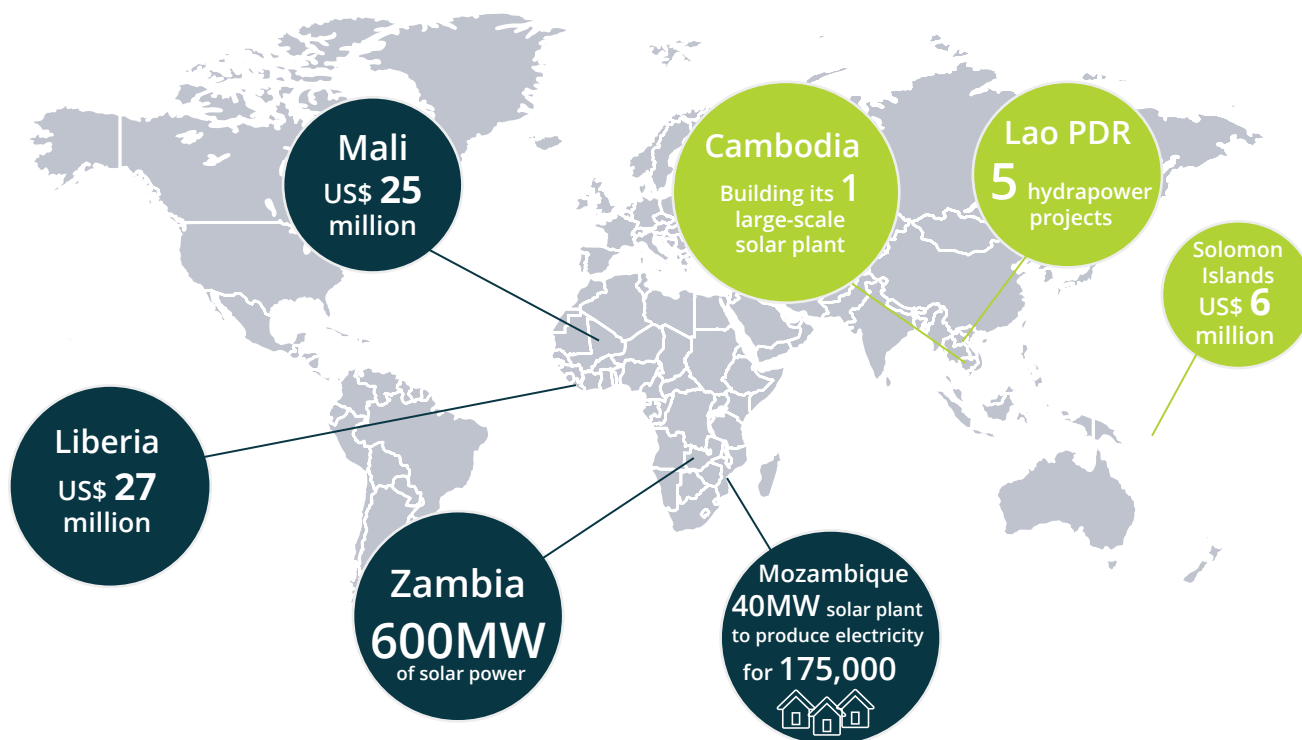 Mali
US$ 25
million
Cambodia
Building its 1
large-scale
solar plant
Lao PDR
5 hydrapower
projects
Solomon
Islands
US$ 6
million
Liberia
US$ 27
million
Zambia
600MW
of solar power
Mozambique
40MW solar plant
to produce electricity
for 175,000